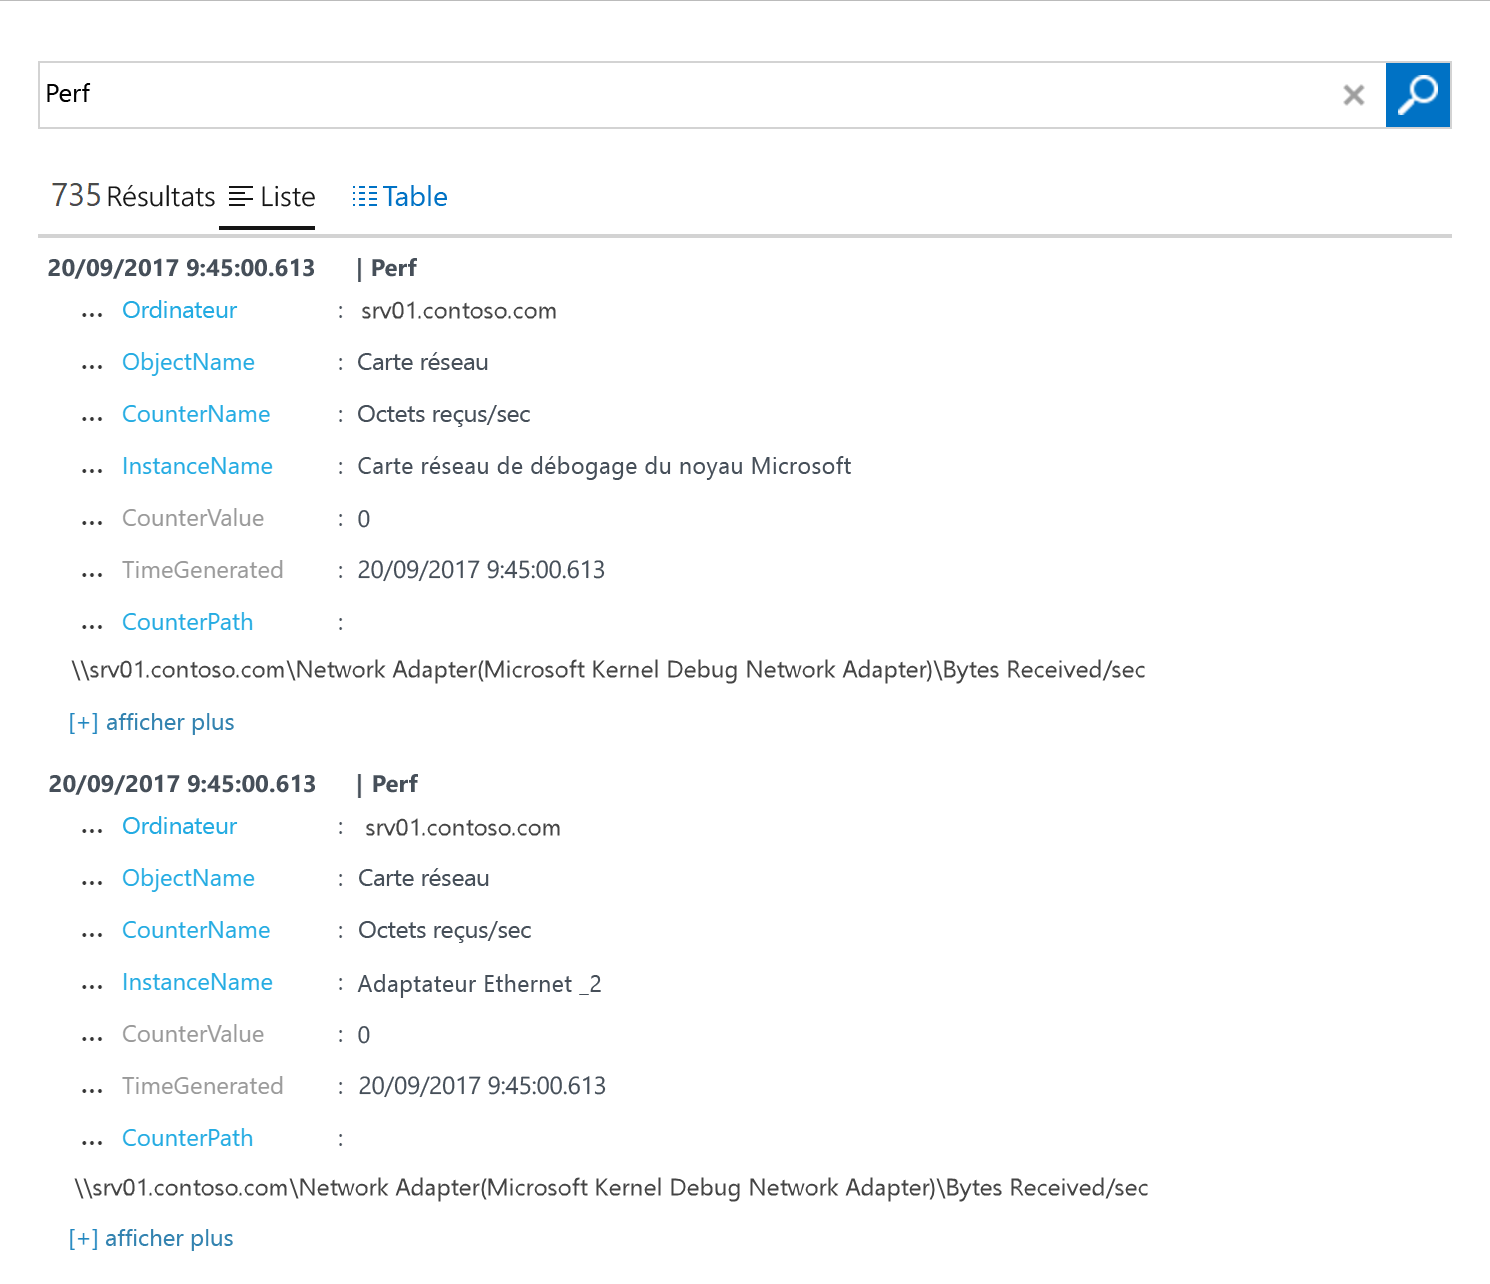 Perf
735 Résultats Liste Table
20/09/2017 9:45:00.613 | Perf
... Ordinateur : srv01.contoso.com
... ObjectName : Carte réseau
... CounterName : Octets reçus/sec
... InstanceName : Carte réseau de débogage du noyau Microsoft
... CounterValue : 0
... TimeGenerated : 20/09/2017 9:45:00.613
... CounterPath :
\\srv01.contoso.com\Network Adapter(Microsoft Kernel Debug Network Adapter)\Bytes Received/sec
[+] afficher plus
20/09/2017 9:45:00.613 | Perf
... Ordinateur : srv01.contoso.com
... ObjectName : Carte réseau
... CounterName : Octets reçus/sec
... InstanceName : Adaptateur Ethernet _2
... CounterValue : 0
... TimeGenerated : 20/09/2017 9:45:00.613
... CounterPath :
\\srv01.contoso.com\Network Adapter(Microsoft Kernel Debug Network Adapter)\Bytes Received/sec
[+] afficher plus